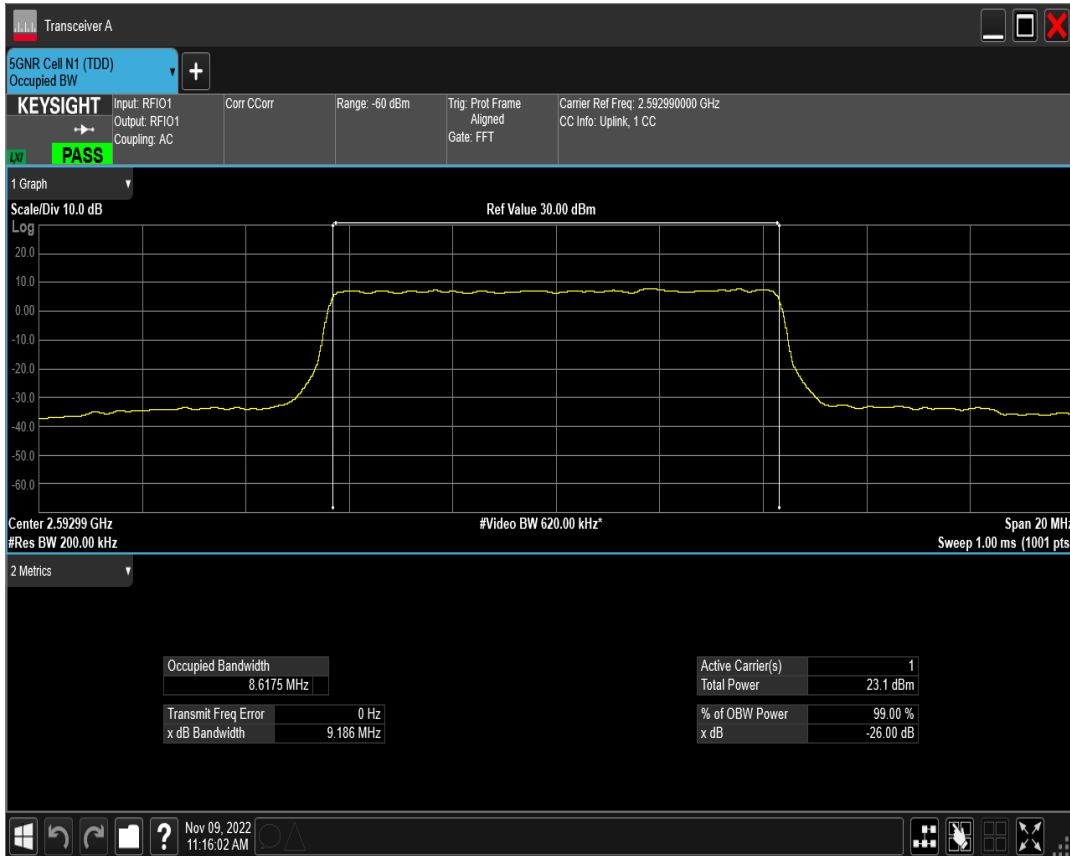 Transceiver A
5GNR Cell N1 (TDD)
Occupied BW
+
KEYSIGHT
LXI
PASS
Input: RFIO1
Output: RFIO1
Coupling: AC
Corr CCorr
Range: -60 dBm
Trig: Prot Frame
Aligned
Gate: FFT
Carrier Ref Freq: 2.592990000 GHz
CC Info: Uplink, 1 CC
1 Graph
Scale/Div 10.0 dB
Ref Value 30.00 dBm
Log
20.0
10.0
0.00
-10.0
-20.0
-30.0
-40.0
-50.0
-60.0
Center 2.59299 GHz
#Video BW 620.00 kHz*
Span 20 MHz
#Res BW 200.00 kHz
Sweep 1.00 ms (1001 pts
2 Metrics
Occupied Bandwidth
8.6175 MHz
Transmit Freq Error 0 Hz
x dB Bandwidth 9.186 MHz
Active Carrier(s) 1
Total Power 23.1 dBm
% of OBW Power 99.00 %
x dB -26.00 dB
?
Nov 09, 2022
11:16:02 AM